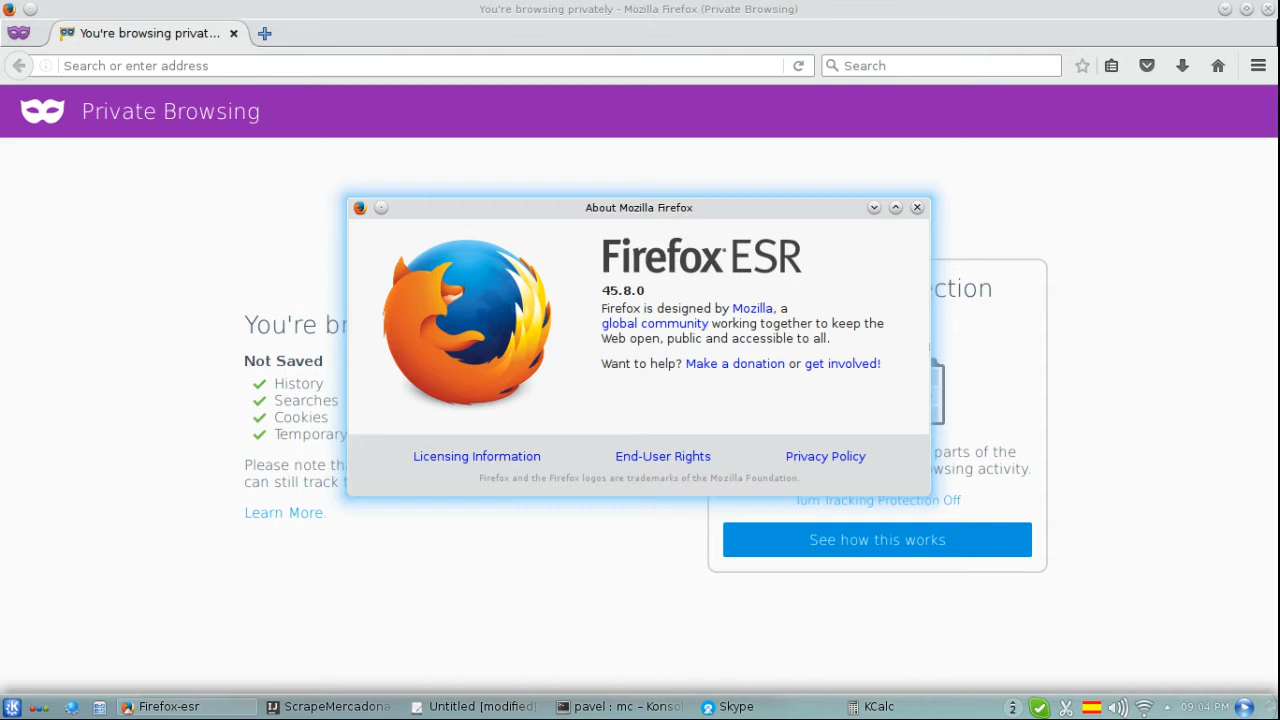 You're browsing privately - Mozilla Firefox (Private Browsing)
You're browsing privat...
Search or enter address
Search
Private Browsing
About Mozilla Firefox
Firefox ESR
45.8.0
Firefox is designed by Mozilla, a
global community working together to keep the
Web open, public and accessible to all.
Want to help? Make a donation or get involved!
Licensing Information End-User Rights Privacy Policy
Firefox and the Firefox logos are trademarks of the Mozilla Foundation.
You're br
Not Saved
History
Searches
Cookies
Temporary
Please note th
can still track
Learn More.
ection
parts of the
wsing activity.
Turn Tracking Protection Off
See how this works
Firefox-esr
ScrapeMercadona
Untitled [modified]
pavel : mc – Konsol
Skype
KCalc
2
09:04 PM